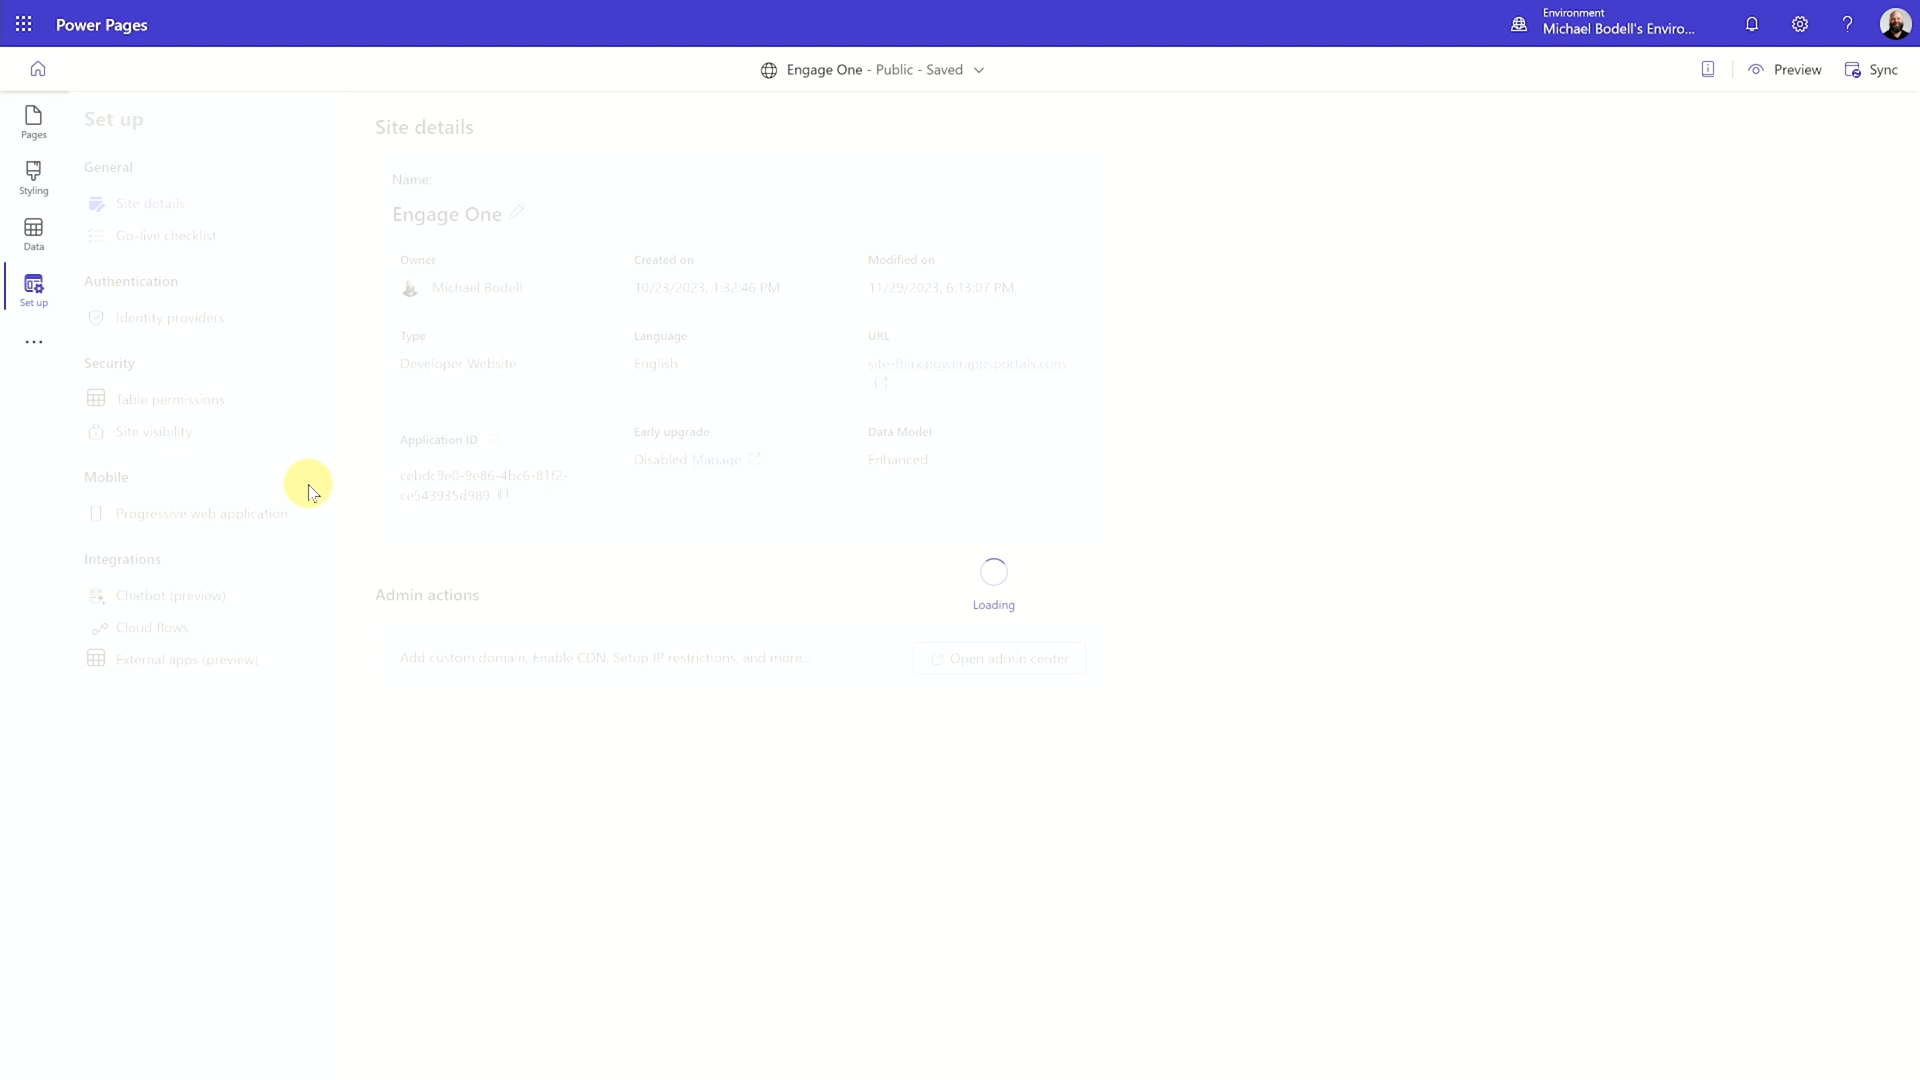 Power Pages
Environment
Michael Bodell's Enviro...
Engage One - Public - Saved
Preview
Sync
Pages
Styling
Data
Set up
Set up
General
Site details
Go-live checklist
Authentication
Identity providers
Security
Table permissions
Site visibility
Mobile
Progressive web application
Integrations
Chatbot (preview)
Cloud flows
External apps (preview)
Site details
Name:
Engage One
Owner
Michael Bodell
Created on
10/23/2023, 1:32:46 PM
Modified on
11/29/2023, 6:13:07 PM
Type
Developer Website
Language
English
URL
Application ID
cebdc9e0-9e86-4bc6-81f2-
ce543935d989
Early upgrade
Disabled Manage
Data Model
Enhanced
Loading
Admin actions
Add custom domain, Enable CDN, Setup IP restrictions, and more...
Open admin center